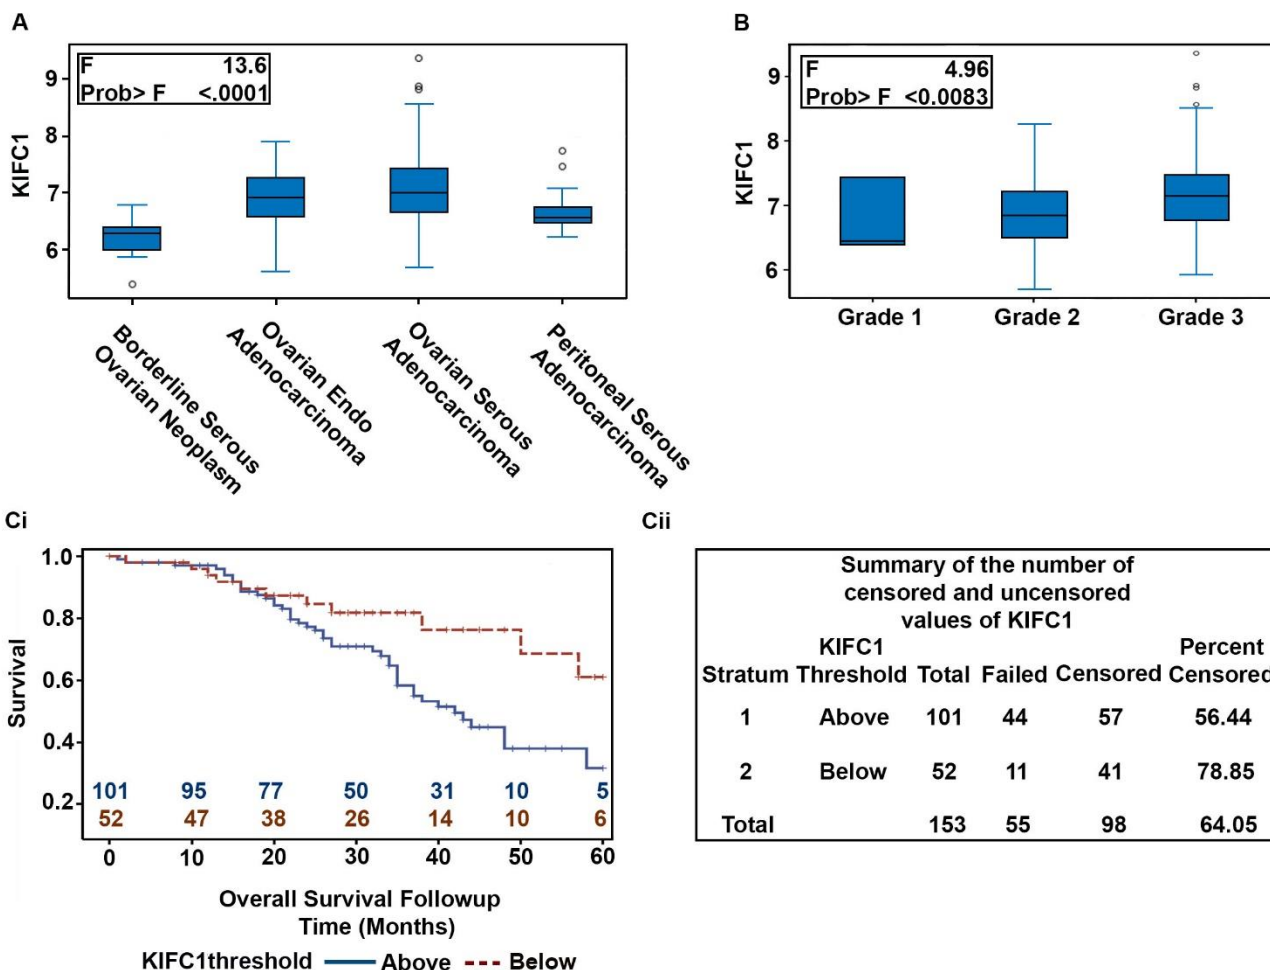 A
F 13.6
Prob> F <.0001
KIFC1
9
8
7
6
Borderline Serous
Ovarian Neoplasm
Ovarian Endo
Adenocarcinoma
Ovarian Serous
Adenocarcinoma
Peritoneal Serous
Adenocarcinoma
B
F 4.96
Prob> F <0.0083
KIFC1
9
8
7
6
Grade 1 Grade 2 Grade 3
Ci
Survival
1.0
0.8
0.6
0.4
0.2
101 95 77 50 31 10 5
52 47 38 26 14 10 6
0 10 20 30 40 50 60
Overall Survival Followup
Time (Months)
KIFC1threshold Above Below
Cii
Summary of the number of
censored and uncensored
values of KIFC1
KIFC1 Percent
Stratum Threshold Total Failed Censored Censored
1 Above 101 44 57 56.44
2 Below 52 11 41 78.85
Total 153 55 98 64.05